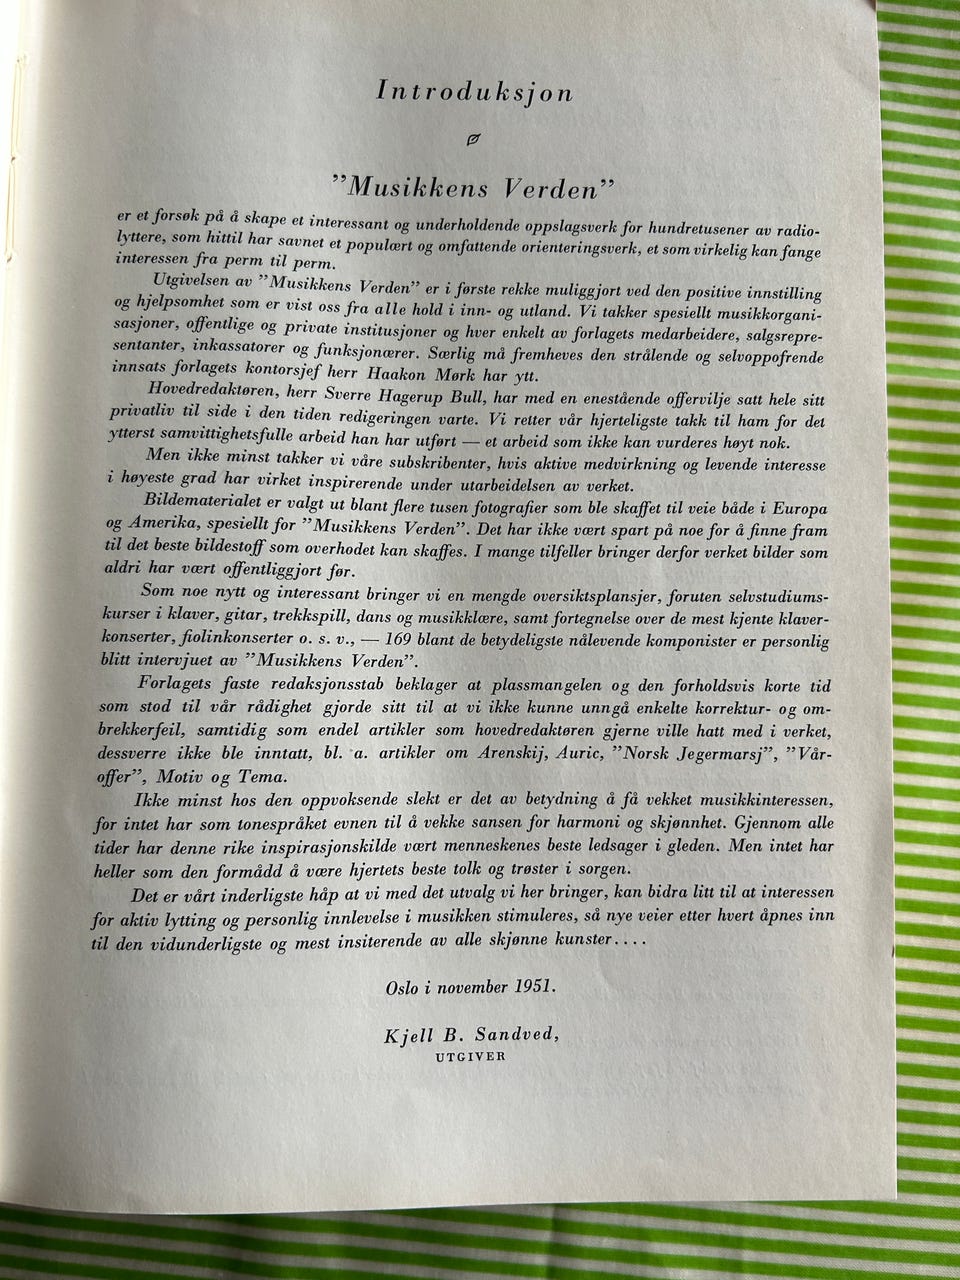 Introduksjon
”Musikkens Verden”
er et forsøk på å skape et interessant og underholdende oppslagsverk for hundretusener av radio-
lyttere, som hittil har savnet et populært og omfattende orienteringsverk, et som virkelig kan fange
interessen fra perm til perm.
Utgivelsen av ”Musikkens Verden” er i første rekke muliggjort ved den positive innstilling
og hjelpsomhet som er vist oss fra alle hold i inn- og utland. Vi takker spesielt musikkorgani-
sasjoner, offentlige og private institusjoner og hver enkelt av forlagets medarbeidere, salgsrepre-
sentanter, inkassatorer og funksjonærer. Særlig må fremheves den strålende og selvoppofrende
innsats forlagets kontorsjef herr Haakon Mørk har ytt.
Hovedredaktøren, herr Sverre Hagerup Bull, har med en enestående offervilje satt hele sitt
privatliv til side i den tiden redigeringen varte. Vi retter vår hjerteligste takk til ham for det
ytterst samvittighetsfulle arbeid han har utført — et arbeid som ikke kan vurderes høyt nok.
Men ikke minst takker vi våre subskribenter, hvis aktive medvirkning og levende interesse
i høyeste grad har virket inspirerende under utarbeidelsen av verket.
Bildematerialet er valgt ut blant flere tusen fotografier som ble skaffet til veie både i Europa
og Amerika, spesielt for ”Musikkens Verden”. Det har ikke vært spart på noe for å finne fram
til det beste bildestoff som overhodet kan skaffes. I mange tilfeller bringer derfor verket bilder som
aldri har vært offentliggjort før.
Som noe nytt og interessant bringer vi en mengde oversiktsplansjer, foruten selvstudiums-
kurser i klaver, gitar, trekkspill, dans og musikklære, samt fortegnelse over de mest kjente klaver-
konserter, fiolinkonserter o. s. v., — 169 blant de betydeligste nålevende komponister er personlig
blitt intervjuet av ”Musikkens Verden”.
Forlagets faste redaksjonsstab beklager at plassmangelen og den forholdsvis korte tid
som stod til vår rådighet gjorde sitt til at vi ikke kunne unngå enkelte korrektur- og om-
brekkerfeil, samtidig som endel artikler som hovedredaktøren gjerne ville hatt med i verket,
dessverre ikke ble inntatt, bl. a. artikler om Arenskij, Auric, ”Norsk Jegermarsj”, ”Vår-
offer”, Motiv og Tema.
Ikke minst hos den oppvoksende slekt er det av betydning å få vekket musikkinteressen,
for intet har som tonespråket evnen til å vekke sansen for harmoni og skjønnhet. Gjennom alle
tider har denne rike inspirasjonskilde vært menneskenes beste ledsager i gleden. Men intet har
heller som den formådd å være hjertets beste tolk og trøster i sorgen.
Det er vårt inderligste håp at vi med det utvalg vi her bringer, kan bidra litt til at interessen
for aktiv lytting og personlig innlevelse i musikken stimuleres, så nye veier etter hvert åpnes inn
til den vidunderligste og mest insiterende av alle skjønne kunster....
Oslo i november 1951.
Kjell B. Sandved,
UTGIVER